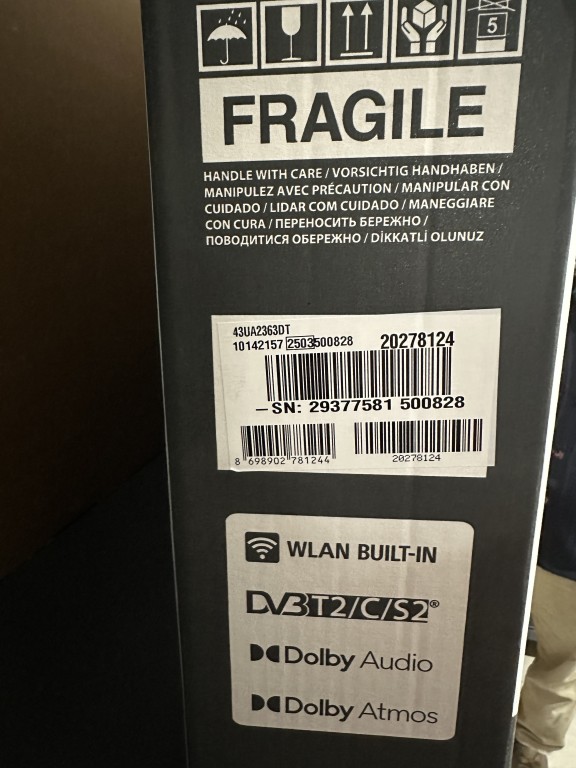 5
FRAGILE
HANDLE WITH CARE / VORSICHTIG HANDHABEN /
MANIPULEZ AVEC PRÉCAUTION / MANIPULAR CON
CUIDADO / LIDAR COM CUIDADO / MANEGGIARE
CON CURA / ПЕРЕНОСИТЬ БЕРЕЖНО /
ПОВОДИТИСЯ ОБЕРЕЖНО / DİKKATLİ OLUNUZ
43UA2363DT
10142157 2503500828 20278124
SN: 29377581 500828
8 698902 781244 20278124
WLAN BUILT-IN
DVB T2/C/S2®
Dolby Audio
Dolby Atmos